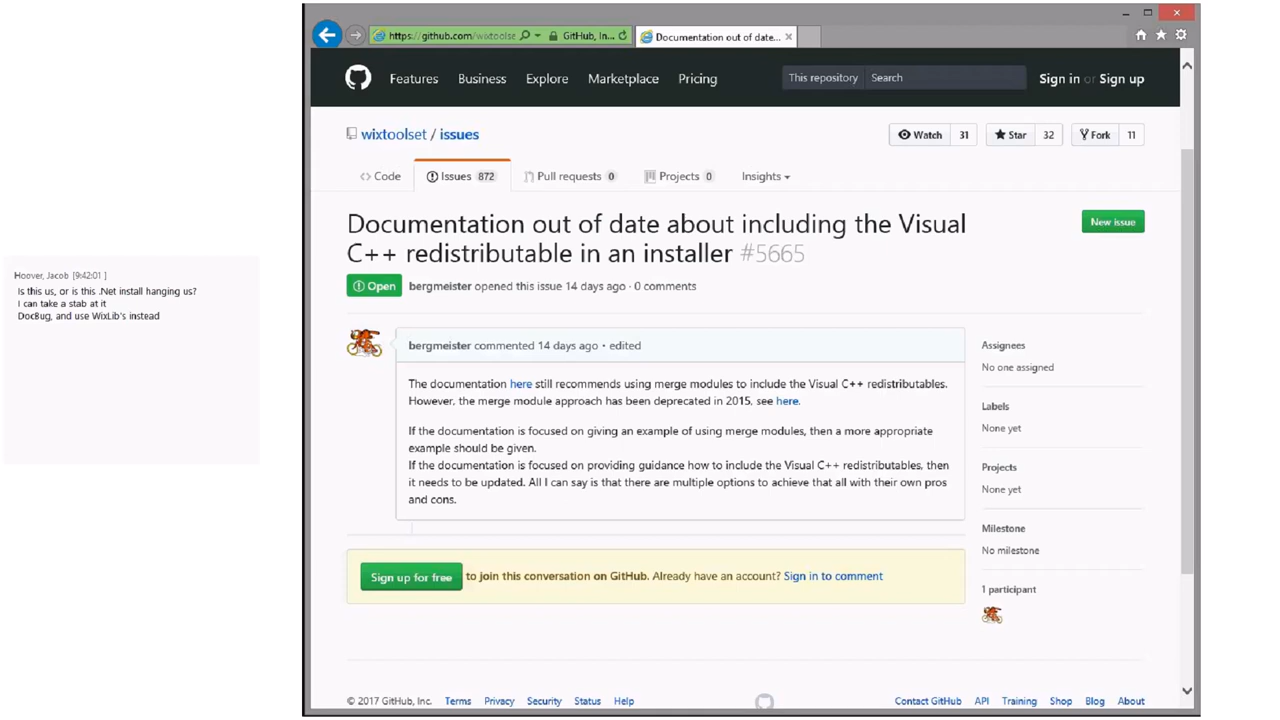 https://github.com/wixtoolse
GitHub, In...
Documentation out of date...
Features
Business
Explore
Marketplace
Pricing
This repository
Search
Sign in or Sign up
wixtoolset / issues
Watch 31
Star 32
Fork 11
Code
Issues 872
Pull requests 0
Projects 0
Insights
Documentation out of date about including the Visual
C++ redistributable in an installer #5665
New issue
Open
bergmeister opened this issue 14 days ago · 0 comments
Hoover, Jacob [9:42:01 ]
Is this us, or is this .Net install hanging us?
I can take a stab at it
DocBug, and use WixLib's instead
bergmeister commented 14 days ago • edited
The documentation here still recommends using merge modules to include the Visual C++ redistributables.
However, the merge module approach has been deprecated in 2015, see here.
If the documentation is focused on giving an example of using merge modules, then a more appropriate
example should be given.
If the documentation is focused on providing guidance how to include the Visual C++ redistributables, then
it needs to be updated. All I can say is that there are multiple options to achieve that all with their own pros
and cons.
Assignees
No one assigned
Labels
None yet
Projects
None yet
Milestone
No milestone
1 participant
Sign up for free to join this conversation on GitHub. Already have an account? Sign in to comment
© 2017 GitHub, Inc.
Terms
Privacy
Security
Status
Help
Contact GitHub
API
Training
Shop
Blog
About